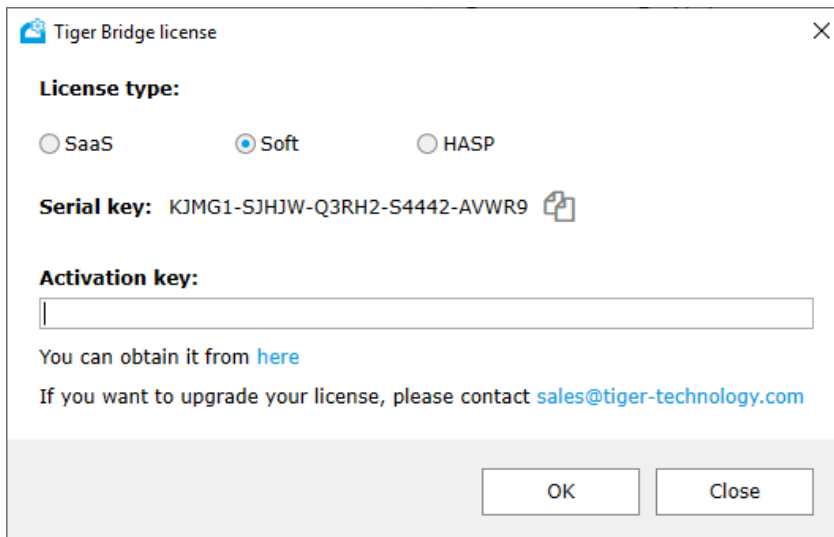 Tiger Bridge license
License type:
SaaS Soft HASP
Serial key: KJMG1-SJHJW-Q3RH2-S4442-AVWR9
Activation key:
You can obtain it from here
If you want to upgrade your license, please contact sales@tiger-technology.com
OK Close